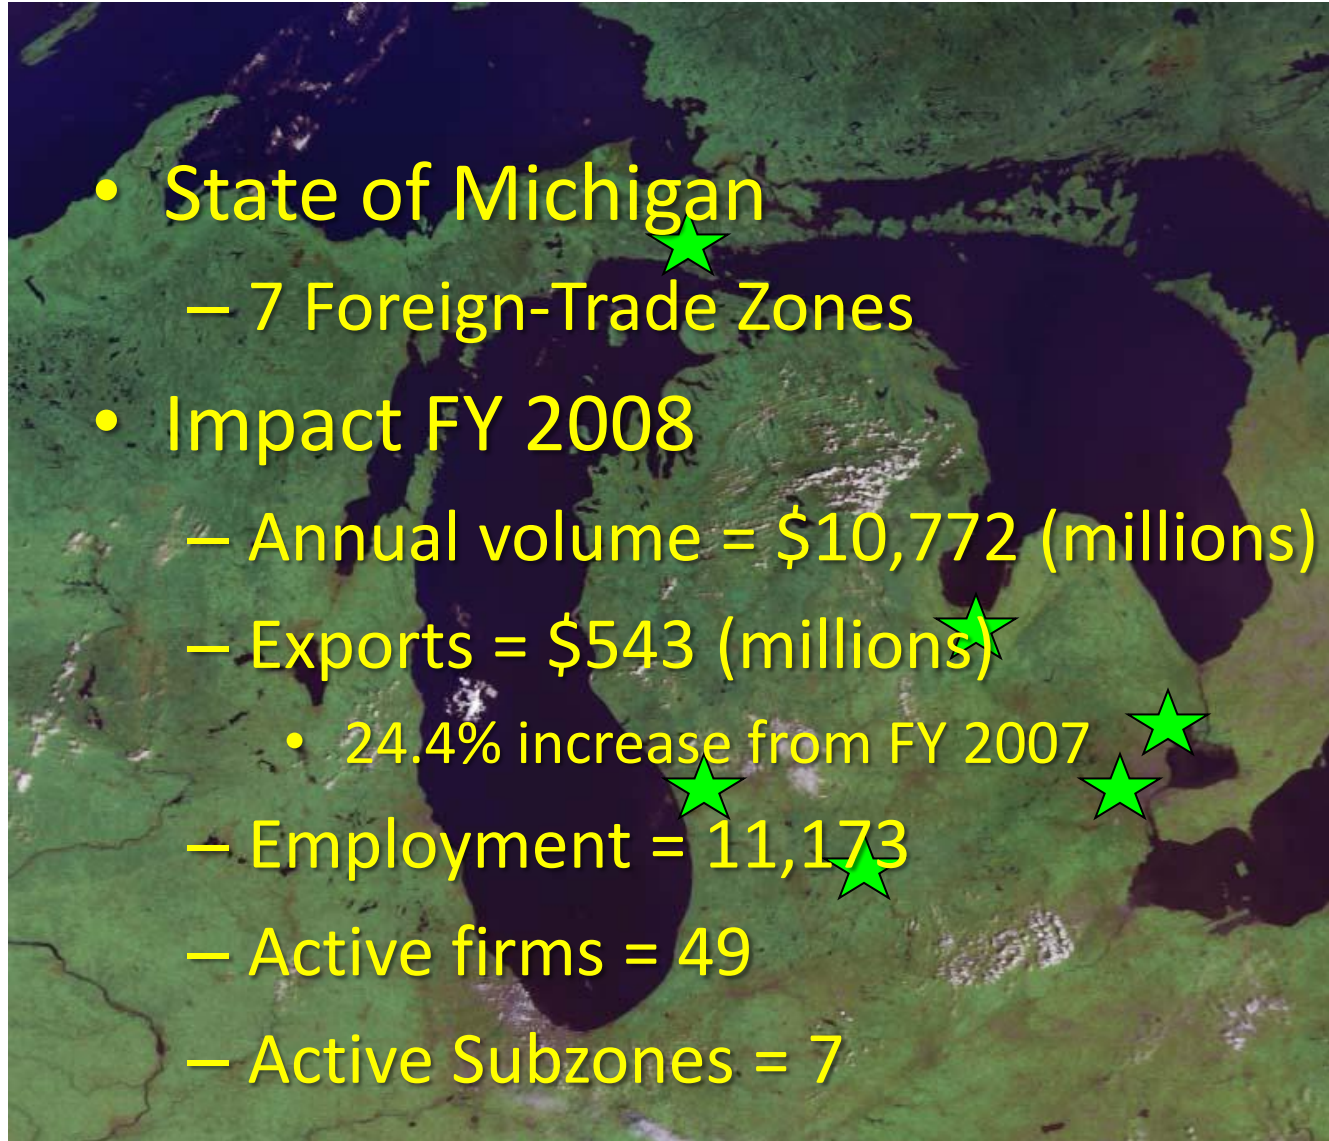 • State of Michigan
– 7 Foreign-Trade Zones
• Impact FY 2008
– Annual volume = $10,772 (millions)
– Exports = $543 (millions)
• 24.4% increase from FY 2007
– Employment = 11,173
– Active firms = 49
– Active Subzones = 7